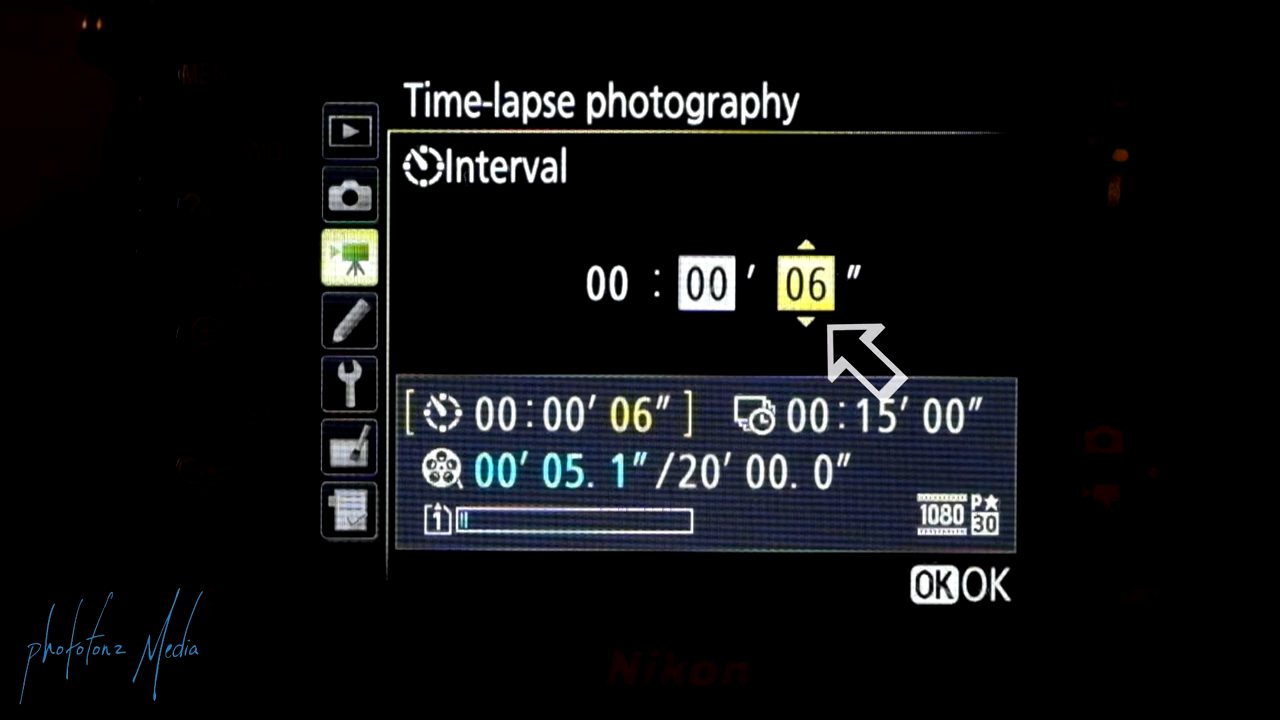 Time-lapse photography
Interval
00 : 00 ' 06 "
[ 00:00' 06" ] 00:15' 00"
00' 05. 1" /20' 00. 0"
1
1080 P★ 30
OK OK
phototonz Media
Nikon